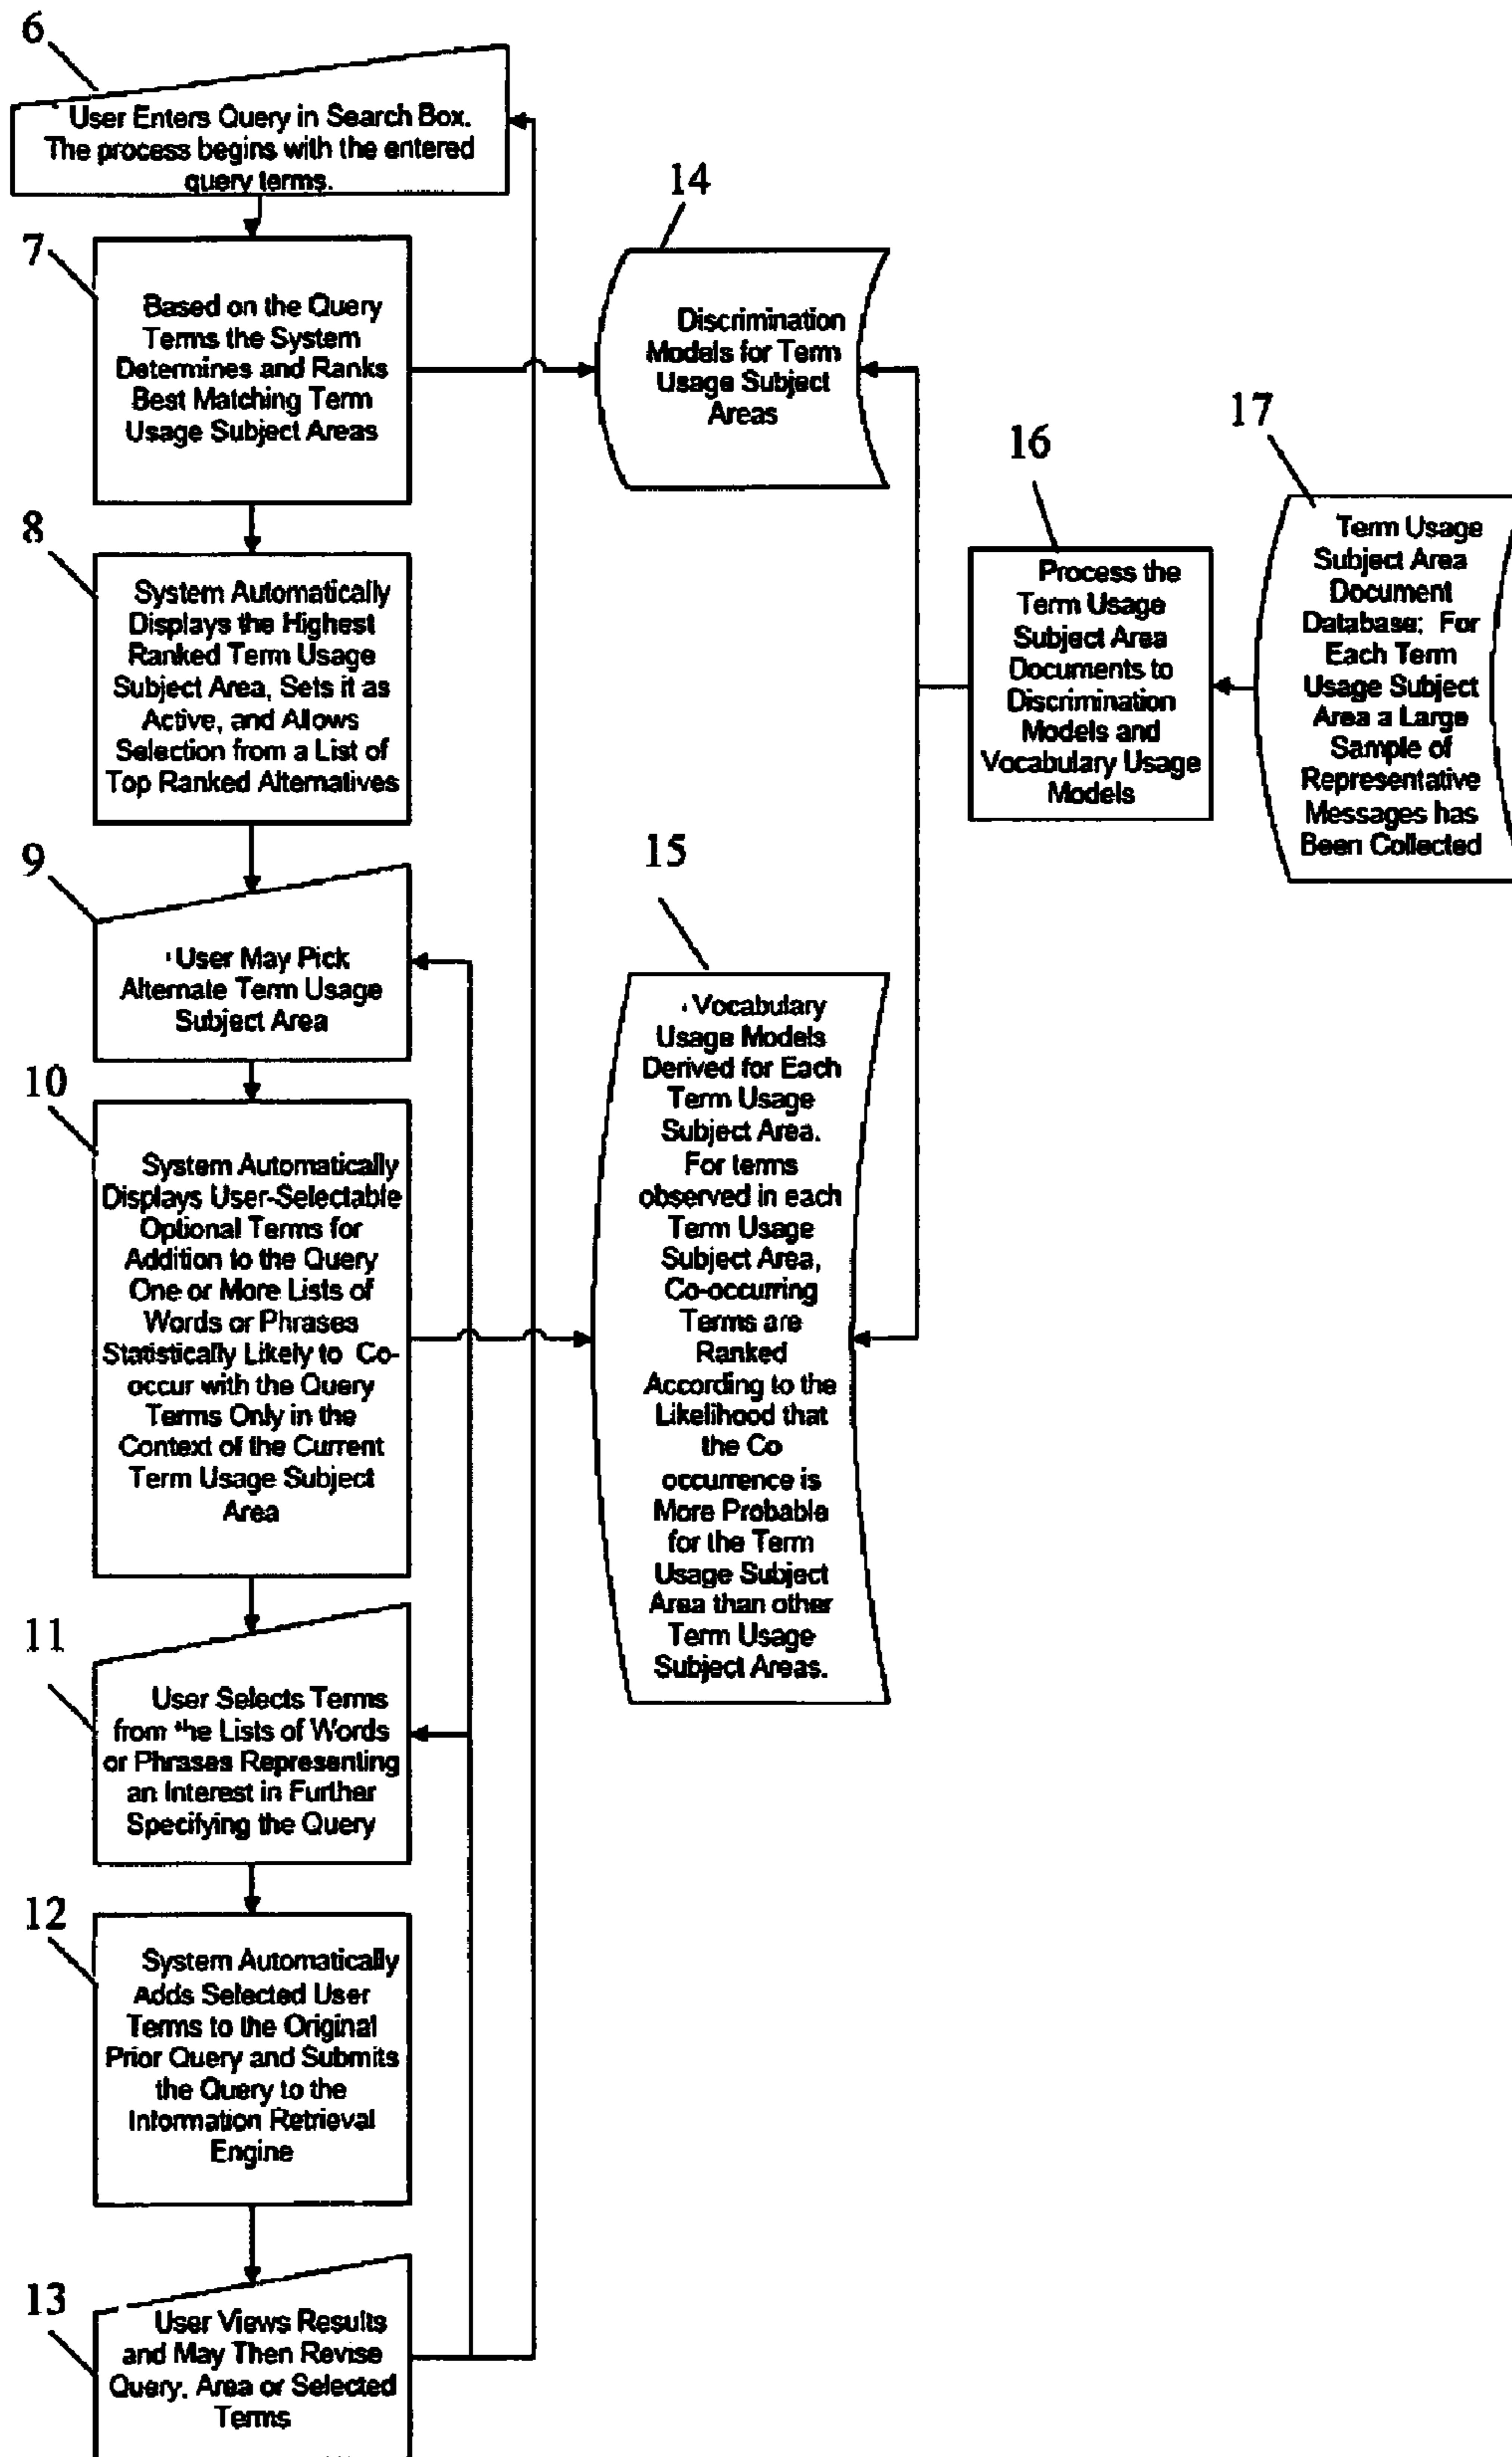 6
User Enters Query in Search Box.
The process begins with the entered
query terms.
7
Based on the Query
Terms the System
Determines and Ranks
Best Matching Term
Usage Subject Areas
8
System Automatically
Displays the Highest
Ranked Term Usage
Subject Area, Sets it as
Active, and Allows
Selection from a List of
Top Ranked Alternatives
9
User May Pick
Alternate Term Usage
Subject Area
10
System Automatically
Displays User-Selectable
Optional Terms for
Addition to the Query
One or More Lists of
Words or Phrases
Statistically Likely to Co-
occur with the Query
Terms Only in the
Context of the Current
Term Usage Subject
Area
11
User Selects Terms
from the Lists of Words
or Phrases Representing
an Interest in Further
Specifying the Query
12
System Automatically
Adds Selected User
Terms to the Original
Prior Query and Submits
the Query to the
Information Retrieval
Engine
13
User Views Results
and May Then Revise
Query, Area or Selected
Terms
14
Discrimination
Models for Term
Usage Subject
Areas
15
Vocabulary
Usage Models
Derived for Each
Term Usage
Subject Area.
For terms
observed in each
Term Usage
Subject Area,
Co-occurring
Terms are
Ranked
According to the
Likelihood that
the Co
occurrence is
More Probable
for the Term
Usage Subject
Area than other
Term Usage
Subject Areas.
16
Process the
Term Usage
Subject Area
Documents to
Discrimination
Models and
Vocabulary Usage
Models
17
Term Usage
Subject Area
Document
Database: For
Each Term
Usage Subject
Area a Large
Sample of
Representative
Messages has
Been Collected